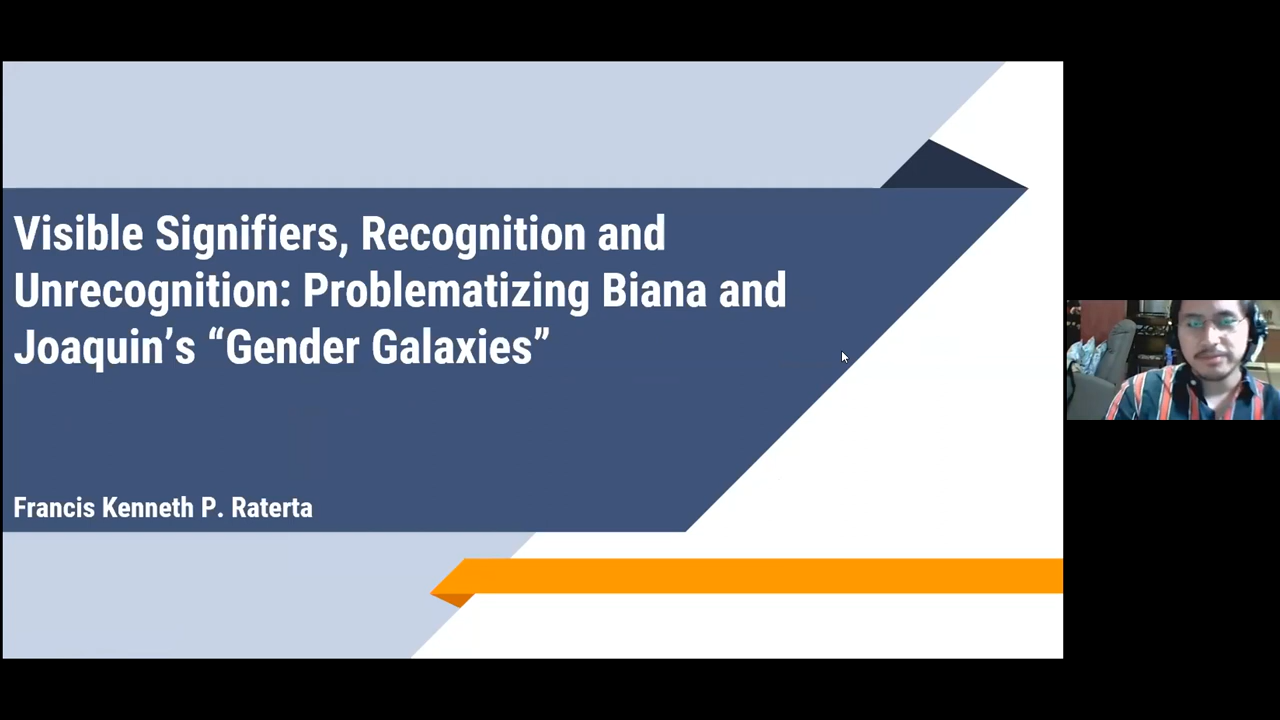 Visible Signifiers, Recognition and
Unrecognition: Problematizing Biana and
Joaquin’s “Gender Galaxies”
Francis Kenneth P. Raterta